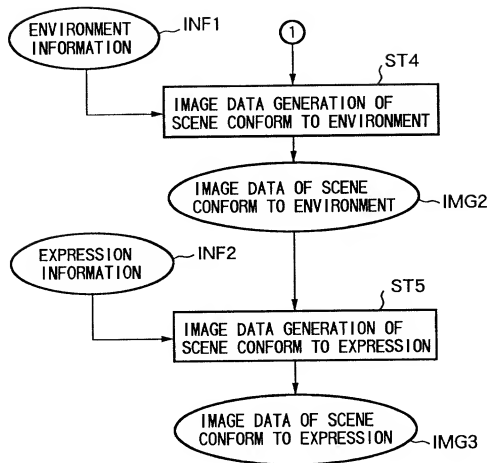 ENVIRONMENT
INFORMATION
INF1
1
ST4
IMAGE DATA GENERATION OF
SCENE CONFORM TO ENVIRONMENT
IMAGE DATA OF SCENE
CONFORM TO ENVIRONMENT
IMG2
EXPRESSION
INFORMATION
INF2
ST5
IMAGE DATA GENERATION OF
SCENE CONFORM TO EXPRESSION
IMAGE DATA OF SCENE
CONFORM TO EXPRESSION
IMG3